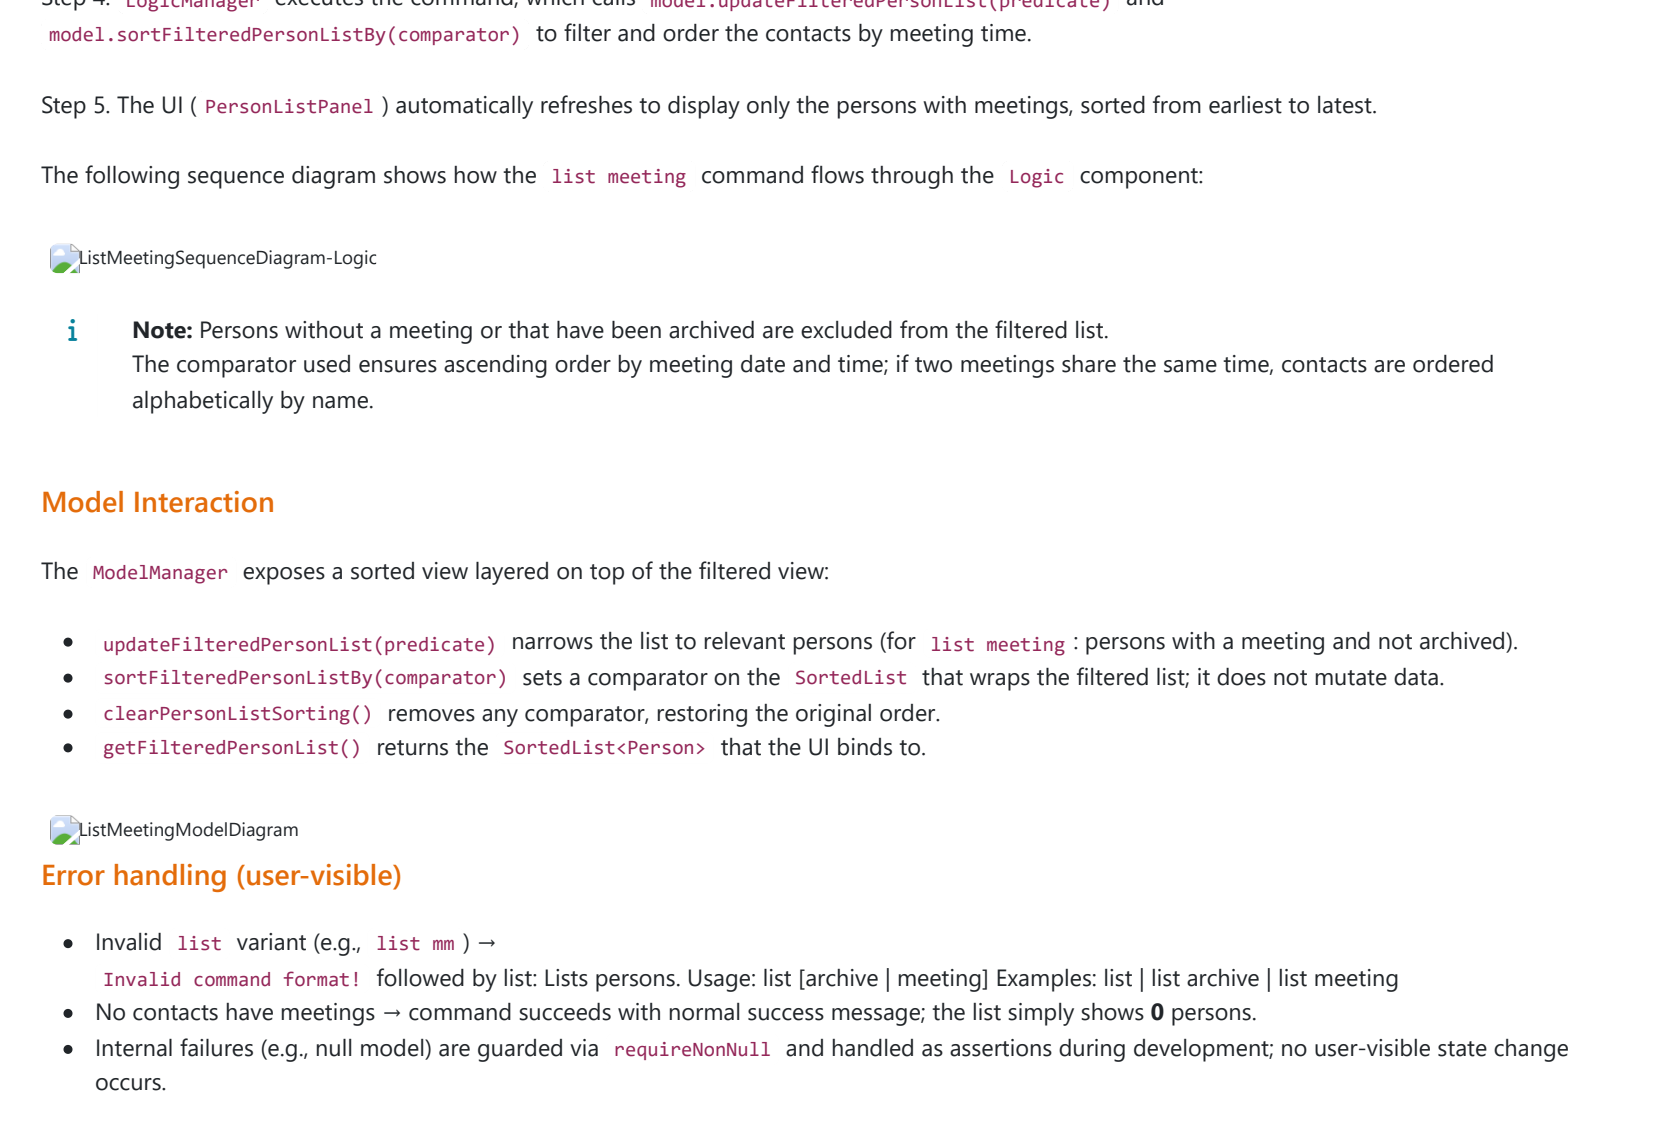 Step 4. LogicManager executes the command, which calls model.updateFilteredPersonList(predicate) and
model.sortFilteredPersonListBy(comparator) to filter and order the contacts by meeting time.
Step 5. The UI ( PersonListPanel ) automatically refreshes to display only the persons with meetings, sorted from earliest to latest.
The following sequence diagram shows how the list meeting command flows through the Logic component:
ListMeetingSequenceDiagram-Logic
i Note: Persons without a meeting or that have been archived are excluded from the filtered list.
The comparator used ensures ascending order by meeting date and time; if two meetings share the same time, contacts are ordered
alphabetically by name.
Model Interaction
The ModelManager exposes a sorted view layered on top of the filtered view:
• updateFilteredPersonList(predicate) narrows the list to relevant persons (for list meeting : persons with a meeting and not archived).
• sortFilteredPersonListBy(comparator) sets a comparator on the SortedList that wraps the filtered list; it does not mutate data.
• clearPersonListSorting() removes any comparator, restoring the original order.
• getFilteredPersonList() returns the SortedList<Person> that the UI binds to.
ListMeetingModelDiagram
Error handling (user-visible)
• Invalid list variant (e.g., list mm ) →
Invalid command format! followed by list: Lists persons. Usage: list [archive | meeting] Examples: list | list archive | list meeting
• No contacts have meetings → command succeeds with normal success message; the list simply shows 0 persons.
• Internal failures (e.g., null model) are guarded via requireNonNull and handled as assertions during development; no user-visible state change
occurs.